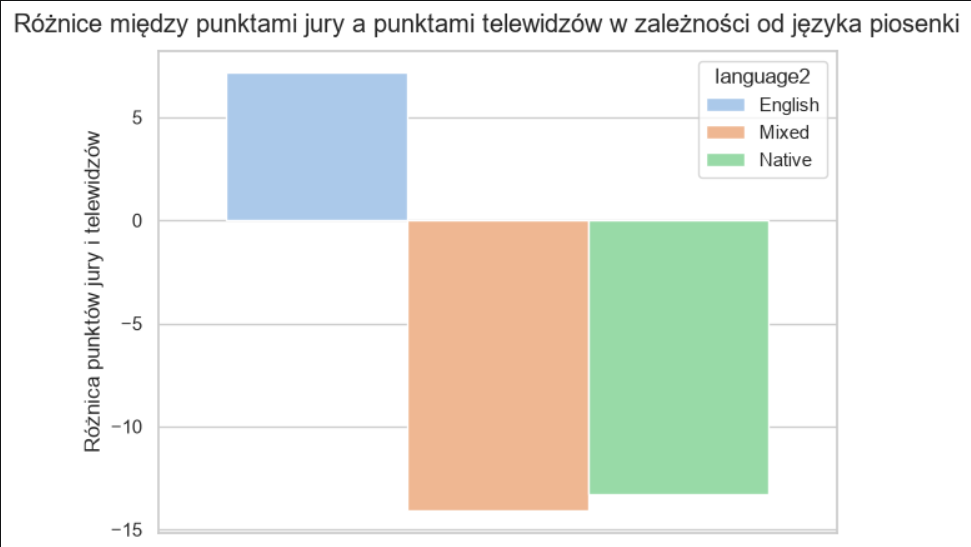 Różnice między punktami jury a punktami telewidzów w zależności od języka piosenki
Różnica punktów jury i telewidzów
5
0
−5
−10
−15
language2
English
Mixed
Native